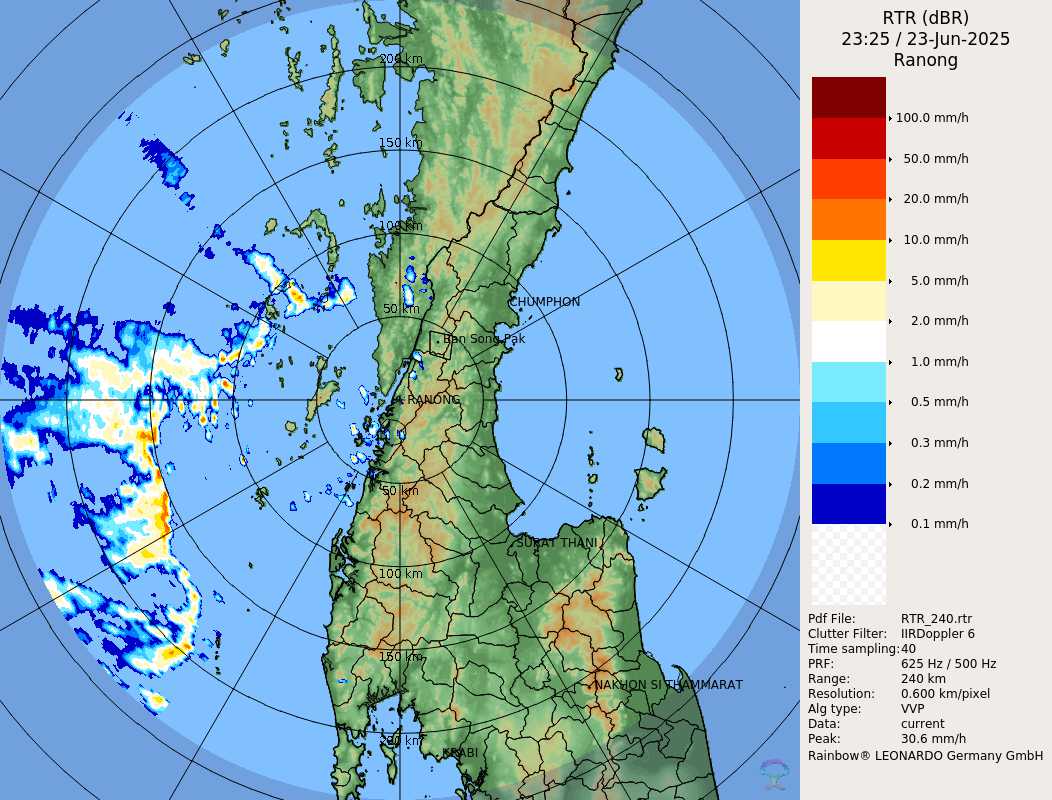 RTR (dBR)
23:25 / 23-Jun-2025
Ranong
100.0 mm/h
50.0 mm/h
20.0 mm/h
10.0 mm/h
5.0 mm/h
2.0 mm/h
1.0 mm/h
0.5 mm/h
0.3 mm/h
0.2 mm/h
0.1 mm/h
Pdf File: RTR_240.rtr
Clutter Filter: IIRDoppler 6
Time sampling: 40
PRF: 625 Hz / 500 Hz
Range: 240 km
Resolution: 0.600 km/pixel
Alg type: VVP
Data: current
Peak: 30.6 mm/h
Rainbow® LEONARDO Germany GmbH
200 km
150 km
100 km
50 km
CHUMPHON
Ban Song Pak
RANONG
50 km
SURAT THANI
100 km
150 km
NAKHON SI THAMMARAT
200 km
KRABI